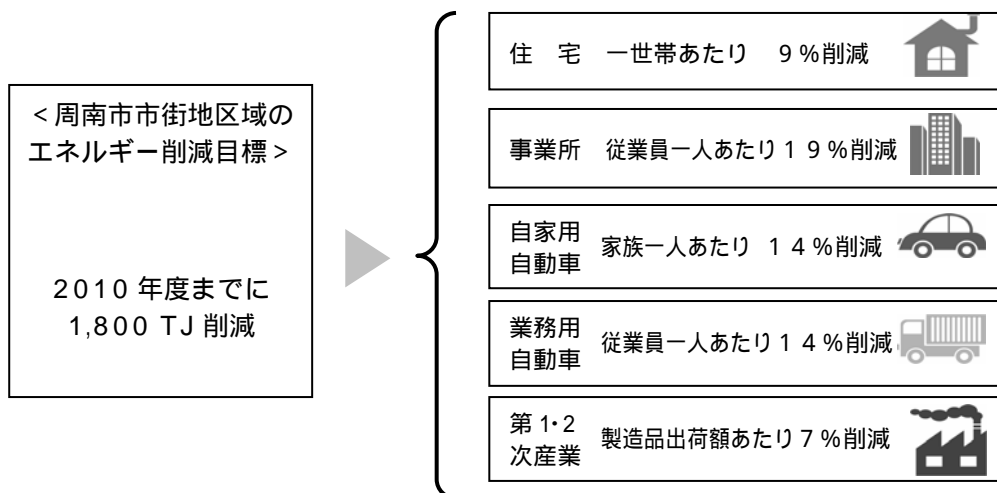 <周南市市街地区域の
エネルギー削減目標>
2010年度までに
1,800 TJ 削減
住　宅　一世帯あたり　9%削減
事業所　従業員一人あたり19%削減
自家用
自動車
家族一人あたり　14%削減
業務用
自動車
従業員一人あたり14%削減
第1・2
次産業
製造品出荷額あたり7%削減